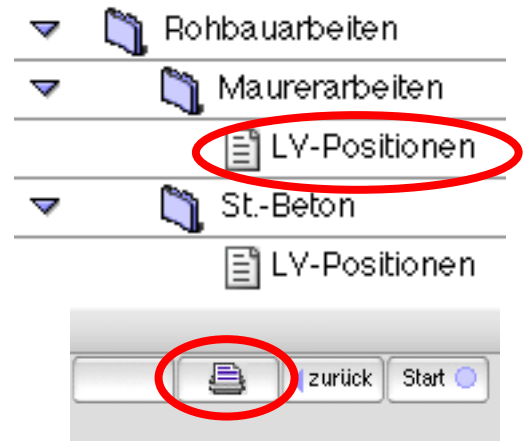 Rohbauarbeiten
Maurerarbeiten
LV-Positionen
St.-Beton
LV-Positionen
zurück Start